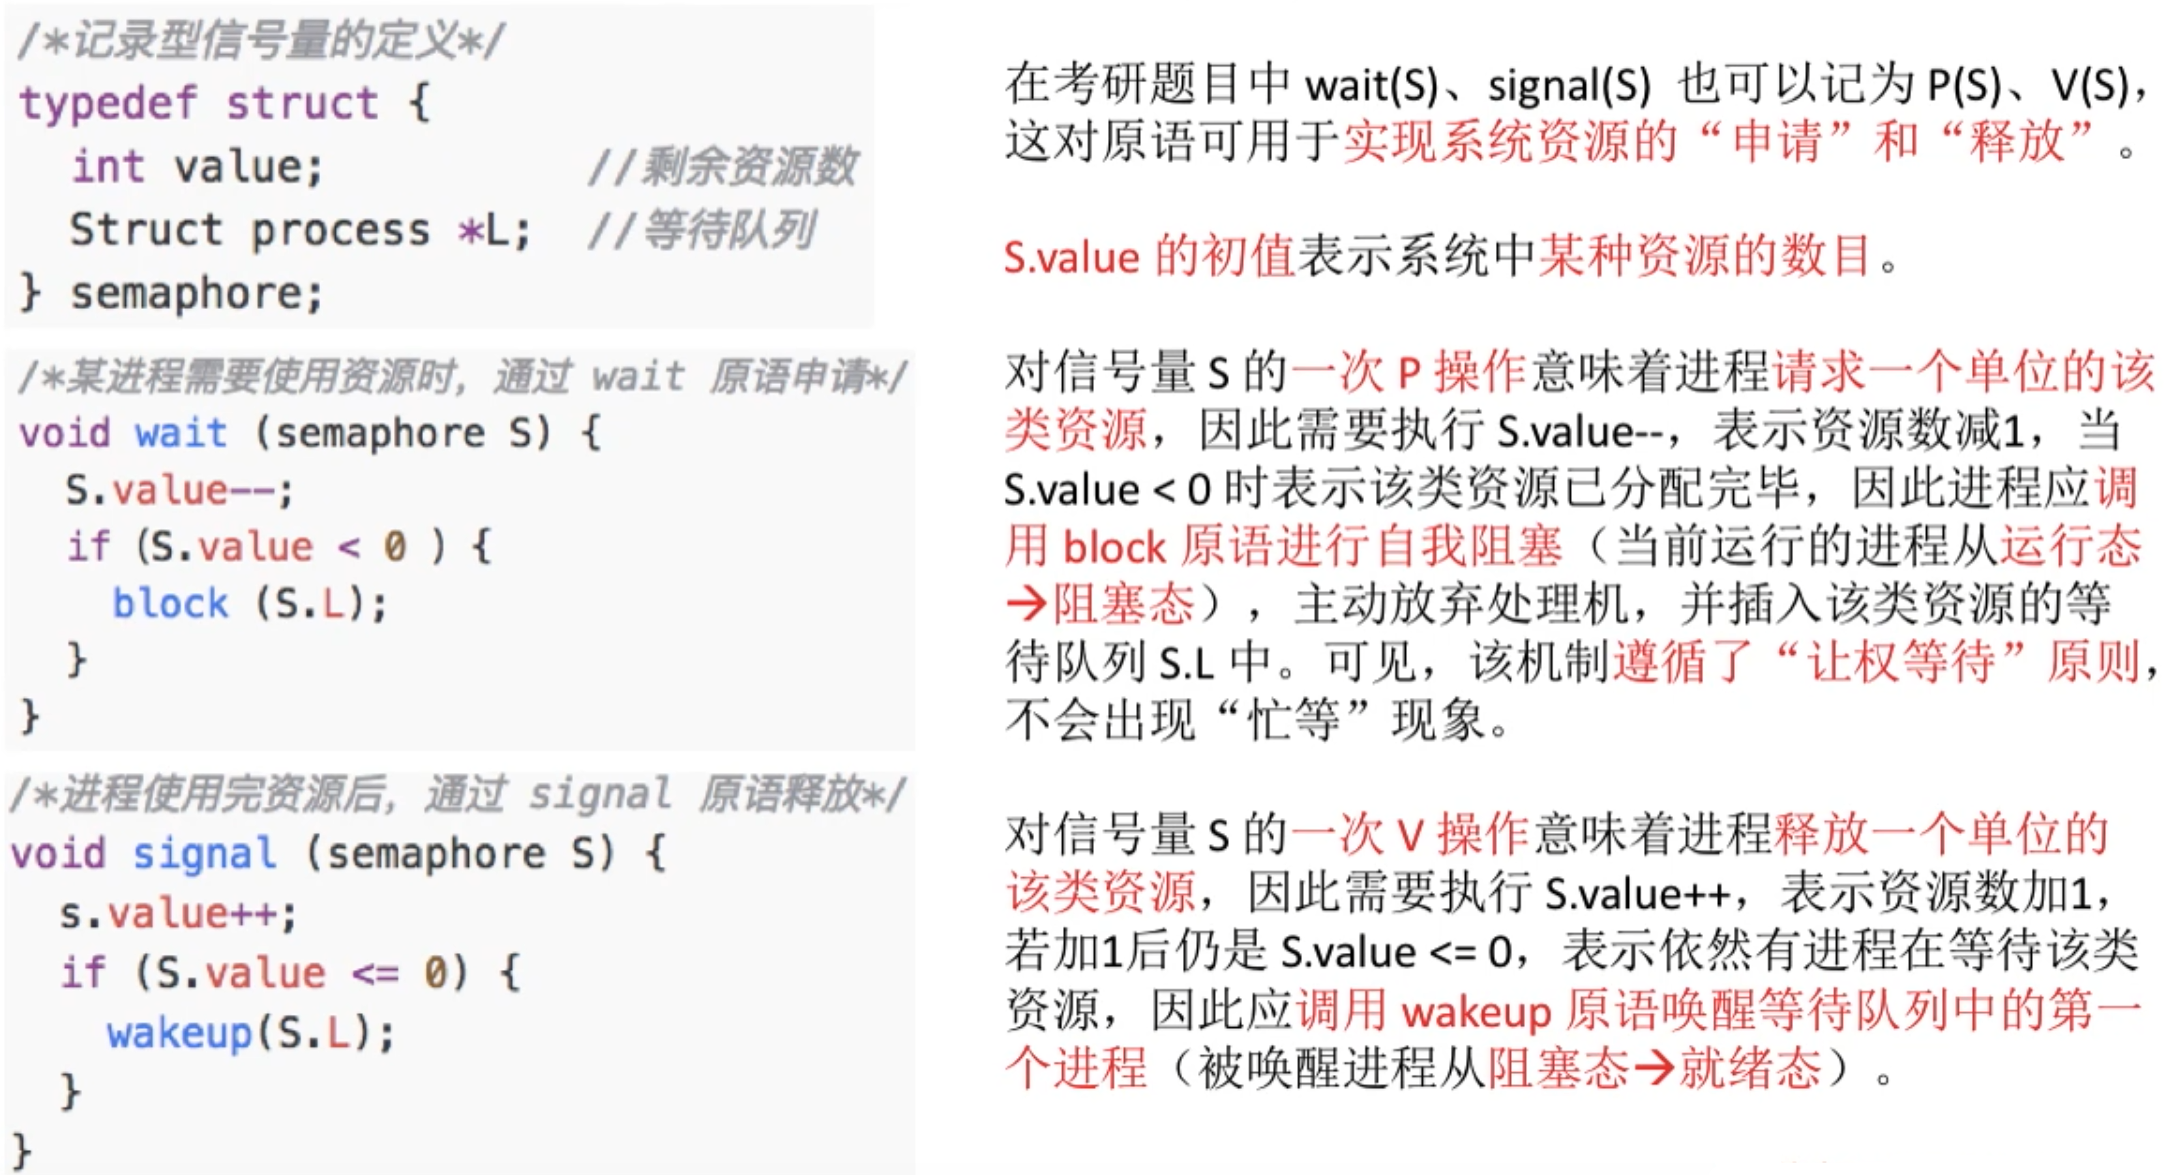 /*记录型信号量的定义*/
typedef struct {
int value; //剩余资源数
Struct process *L; //等待队列
} semaphore;
/*某进程需要使用资源时，通过 wait 原语申请*/
void wait (semaphore S) {
S.value--;
if (S.value < 0 ) {
block (S.L);
}
}
/*进程使用完资源后，通过 signal 原语释放*/
void signal (semaphore S) {
s.value++;
if (S.value <= 0) {
wakeup(S.L);
}
}
在考研题目中 wait(S)、signal(S) 也可以记为 P(S)、V(S)，
这对原语可用于实现系统资源的“申请”和“释放”。
S.value 的初值表示系统中某种资源的数目。
对信号量 S 的一次 P 操作意味着进程请求一个单位的该
类资源，因此需要执行 S.value--，表示资源数减1，当
S.value < 0 时表示该类资源已分配完毕，因此进程应调
用 block 原语进行自我阻塞（当前运行的进程从运行态
→阻塞态），主动放弃处理机，并插入该类资源的等
待队列 S.L 中。可见，该机制遵循了“让权等待”原则，
不会出现“忙等”现象。
对信号量 S 的一次 V 操作意味着进程释放一个单位的
该类资源，因此需要执行 S.value++，表示资源数加1，
若加1后仍是 S.value <= 0，表示依然有进程在等待该类
资源，因此应调用 wakeup 原语唤醒等待队列中的第一
个进程（被唤醒进程从阻塞态→就绪态）。